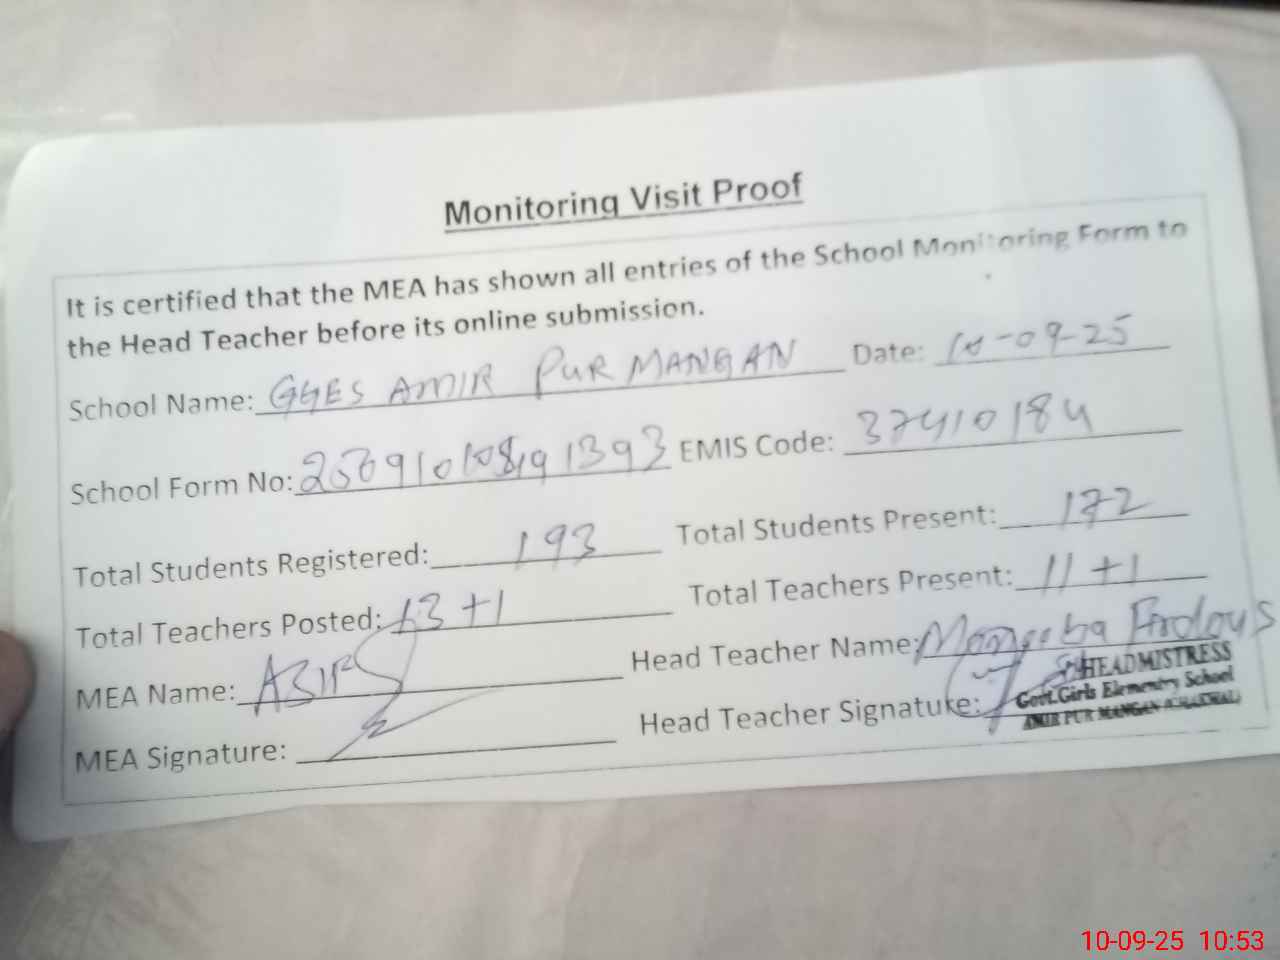 Monitoring Visit Proof
It is certified that the MEA has shown all entries of the School Monitoring Form to
the Head Teacher before its online submission.
School Name: GGES AMIR PUR MANGAN Date: 10-09-25
School Form No: EMIS Code: 37410184
Total Students Registered: 193 Total Students Present: 172
Total Teachers Posted: 13+1 Total Teachers Present: 11+1
MEA Name: Head Teacher Name:
MEA Signature: Head Teacher Signature:
HEADMISTRESS
Govt.Girls Elementry School
AMIR PUR MANGAN (CHAKWAL)
10-09-25 10:53